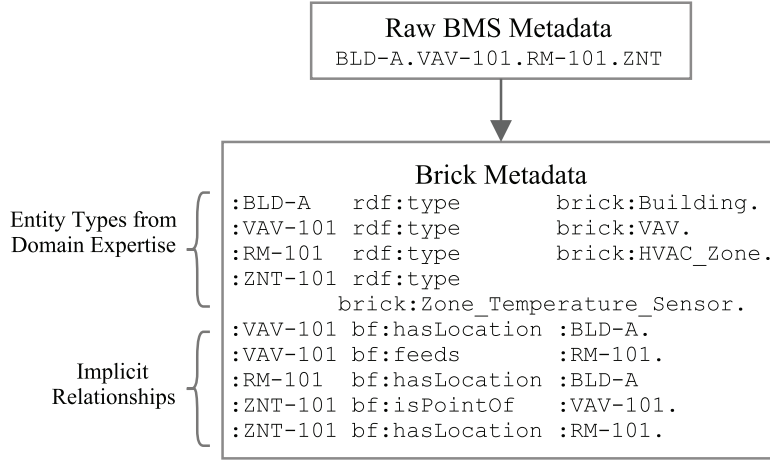 Raw BMS Metadata
BLD-A.VAV-101.RM-101.ZNT
Brick Metadata
Entity Types from
Domain Expertise
:BLD-A rdf:type brick:Building.
:VAV-101 rdf:type brick:VAV.
:RM-101 rdf:type brick:HVAC_Zone.
:ZNT-101 rdf:type
brick:Zone_Temperature_Sensor.
Implicit
Relationships
:VAV-101 bf:hasLocation :BLD-A.
:VAV-101 bf:feeds :RM-101.
:RM-101 bf:hasLocation :BLD-A
:ZNT-101 bf:isPointOf :VAV-101.
:ZNT-101 bf:hasLocation :RM-101.